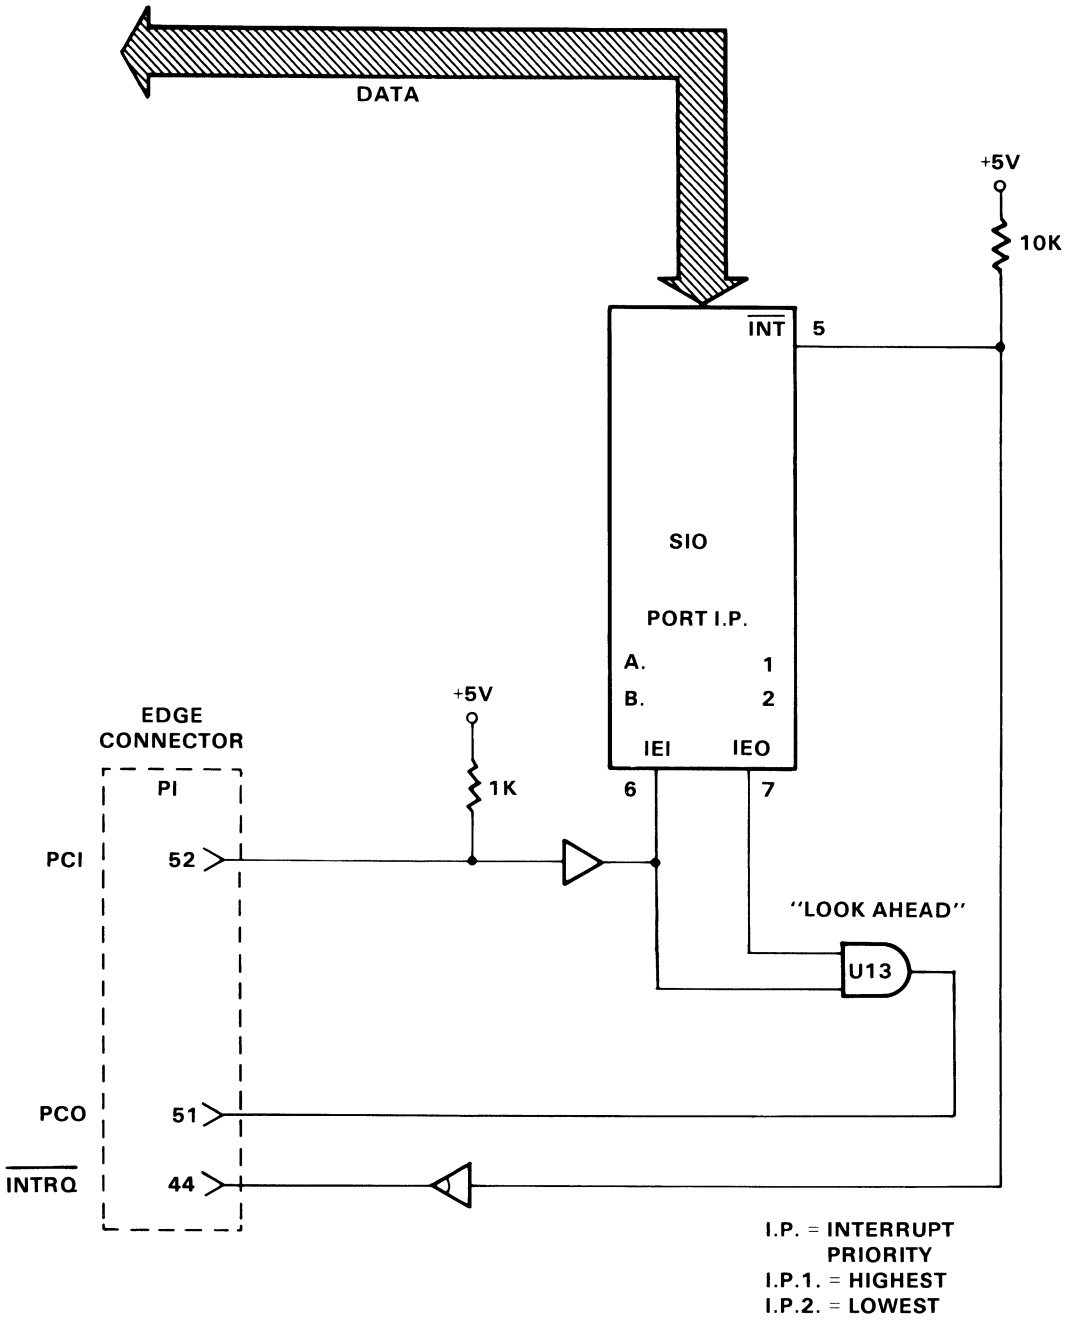 DATA
+5V
10K
INT 5
SIO
PORT I.P.
A. 1
B. 2
IEI IEO
6 7
+5V
1K
EDGE
CONNECTOR
PI
PCI 52
"LOOK AHEAD"
U13
PCO 51
INTRQ 44
I.P. = INTERRUPT
PRIORITY
I.P.1. = HIGHEST
I.P.2. = LOWEST